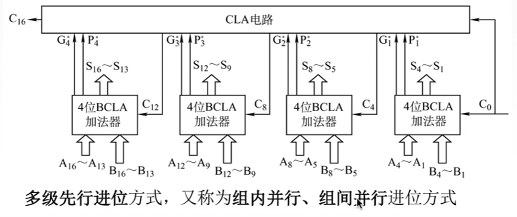 C16 CLA电路
G4* P4* G3* P3* G2* P2* G1* P1*
S16～S13 S12～S9 S8～S5 S4～S1
4位BCLA加法器 C12 4位BCLA加法器 C8 4位BCLA加法器 C4 4位BCLA加法器 C0
A16～A13 B16～B13 A12～A9 B12～B9 A8～A5 B8～B5 A4～A1 B4～B1
多级先行进位方式，又称为组内并行、组间并行进位方式